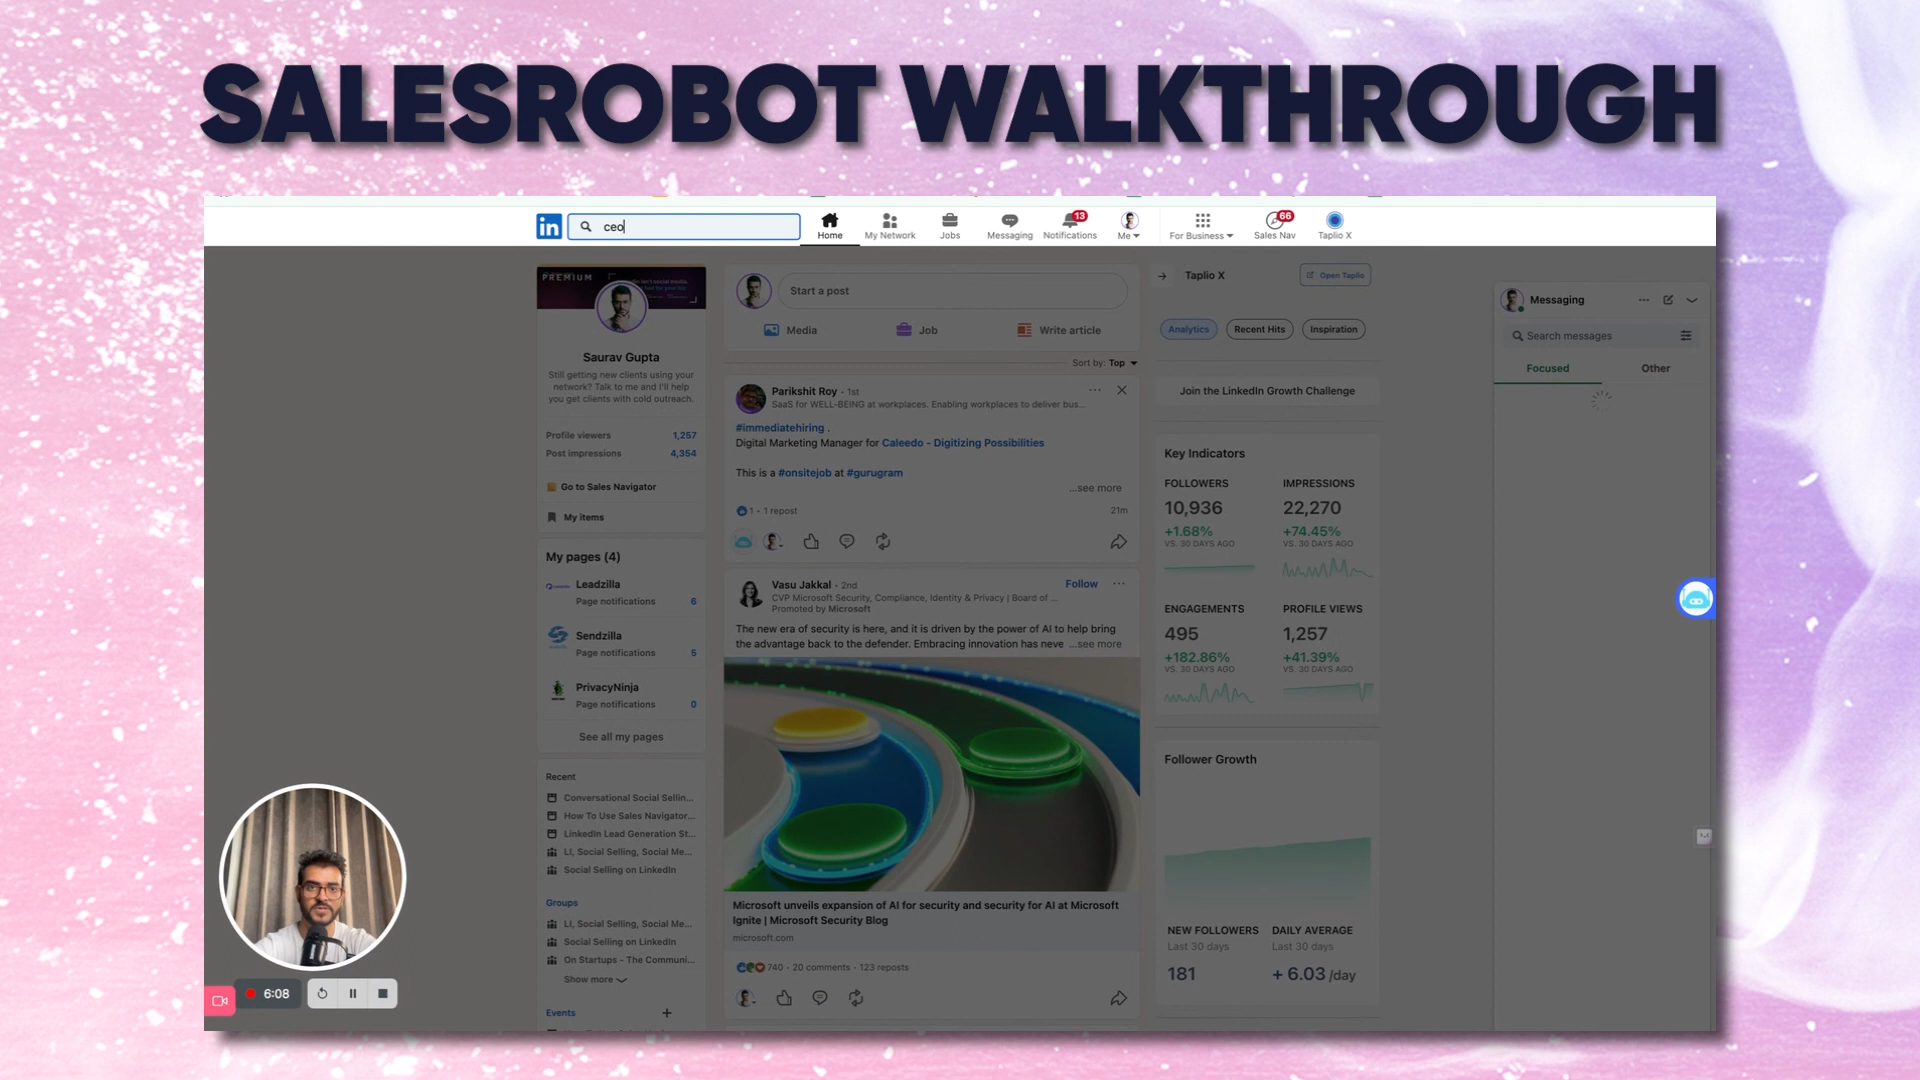 SALESROBOT WALKTHROUGH
in
ceo
Home
My Network
Jobs
Messaging
13
Notifications
Me
For Business
66
Sales Nav
Taplio X
PREMIUM
Saurav Gupta
Still getting new clients using your
network? Talk to me and I'll help
you get clients with cold outreach.
Profile viewers 1,257
Post impressions 4,354
Go to Sales Navigator
My items
My pages (4)
Leadzilla
Page notifications 6
Sendzilla
Page notifications 5
PrivacyNinja
Page notifications 0
See all my pages
Recent
Conversational Social Sellin...
How To Use Sales Navigator...
LinkedIn Lead Generation St...
LI, Social Selling, Social Me...
Social Selling on LinkedIn
Groups
LI, Social Selling, Social Me...
Social Selling on LinkedIn
On Startups - The Communi...
Show more
Events +
Start a post
Media
Job
Write article
Sort by: Top
Parikshit Roy • 1st
SaaS for WELL-BEING at workplaces. Enabling workplaces to deliver bus...
#immediatehiring .
Digital Marketing Manager for Caleedo - Digitizing Possibilities
This is a #onsitejob at #gurugram
...see more
1 • 1 repost
21m
Vasu Jakkal • 2nd
Follow
CVP Microsoft Security, Compliance, Identity & Privacy | Board of ...
Promoted by Microsoft
The new era of security is here, and it is driven by the power of AI to help bring
the advantage back to the defender. Embracing innovation has neve ...see more
Microsoft unveils expansion of AI for security and security for AI at Microsoft
Ignite | Microsoft Security Blog
microsoft.com
740 • 20 comments • 123 reposts
Taplio X
Open Taplio
Analytics
Recent Hits
Inspiration
Join the LinkedIn Growth Challenge
Key Indicators
FOLLOWERS
10,936
+1.68%
VS. 30 DAYS AGO
IMPRESSIONS
22,270
+74.45%
VS. 30 DAYS AGO
ENGAGEMENTS
495
+182.86%
VS. 30 DAYS AGO
PROFILE VIEWS
1,257
+41.39%
VS. 30 DAYS AGO
Follower Growth
NEW FOLLOWERS
Last 30 days
181
DAILY AVERAGE
Last 30 days
+ 6.03 /day
Messaging
Search messages
Focused
Other
6:08